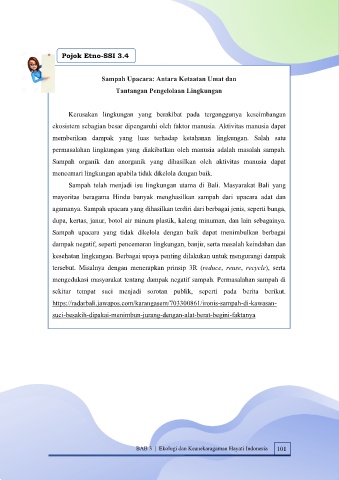 Pojok Etno-SSI 3.4
Sampah Upacara: Antara Ketaatan Umat dan
Tantangan Pengelolaan Lingkungan
Kerusakan lingkungan yang berakibat pada terganggunya keseimbangan
ekosistem sebagian besar dipengaruhi oleh faktor manusia. Aktivitas manusia dapat
memberikan dampak yang luas terhadap ketahanan lingkungan. Salah satu
permasalahan lingkungan yang diakibatkan oleh manusia adalah masalah sampah.
Sampah organik dan anorganik yang dihasilkan oleh aktivitas manusia dapat
mencemari lingkungan apabila tidak dikelola dengan baik.
Sampah telah menjadi isu lingkungan utama di Bali. Masyarakat Bali yang
mayoritas beragama Hindu banyak menghasilkan sampah dari upacara adat dan
agamanya. Sampah upacara yang dihasilkan terdiri dari berbagai jenis, seperti bunga,
dupa, kertas, janur, botol air minum plastik, kaleng minuman, dan lain sebagainya.
Sampah upacara yang tidak dikelola dengan baik dapat menimbulkan berbagai
dampak negatif, seperti pencemaran lingkungan, banjir, serta masalah keindahan dan
kesehatan lingkungan. Berbagai upaya penting dilakukan untuk mengurangi dampak
tersebut. Misalnya dengan menerapkan prinsip 3R (reduce, reuse, recycle), serta
mengedukasi masyarakat tentang dampak negatif sampah. Permasalahan sampah di
sekitar tempat suci menjadi sorotan publik, seperti pada berita berikut.
https://radarbali.jawapos.com/karangasem/703300861/ironis-sampah-di-kawasan-
suci-besakih-dipakai-menimbun-jurang-dengan-alat-berat-begini-faktanya
BAB 3 | Ekologi dan Keanekaragaman Hayati Indonesia 101